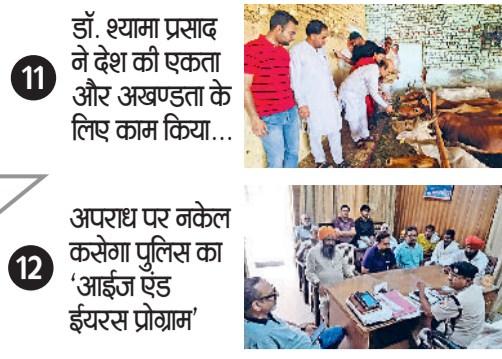 11
डॉ. श्यामा प्रसाद
ने देश की एकता
और अखण्डता के
लिए काम किया...
12
अपराध पर नकेल
कसेगा पुलिस का
‘आईज एंड
ईयरस प्रोग्राम’